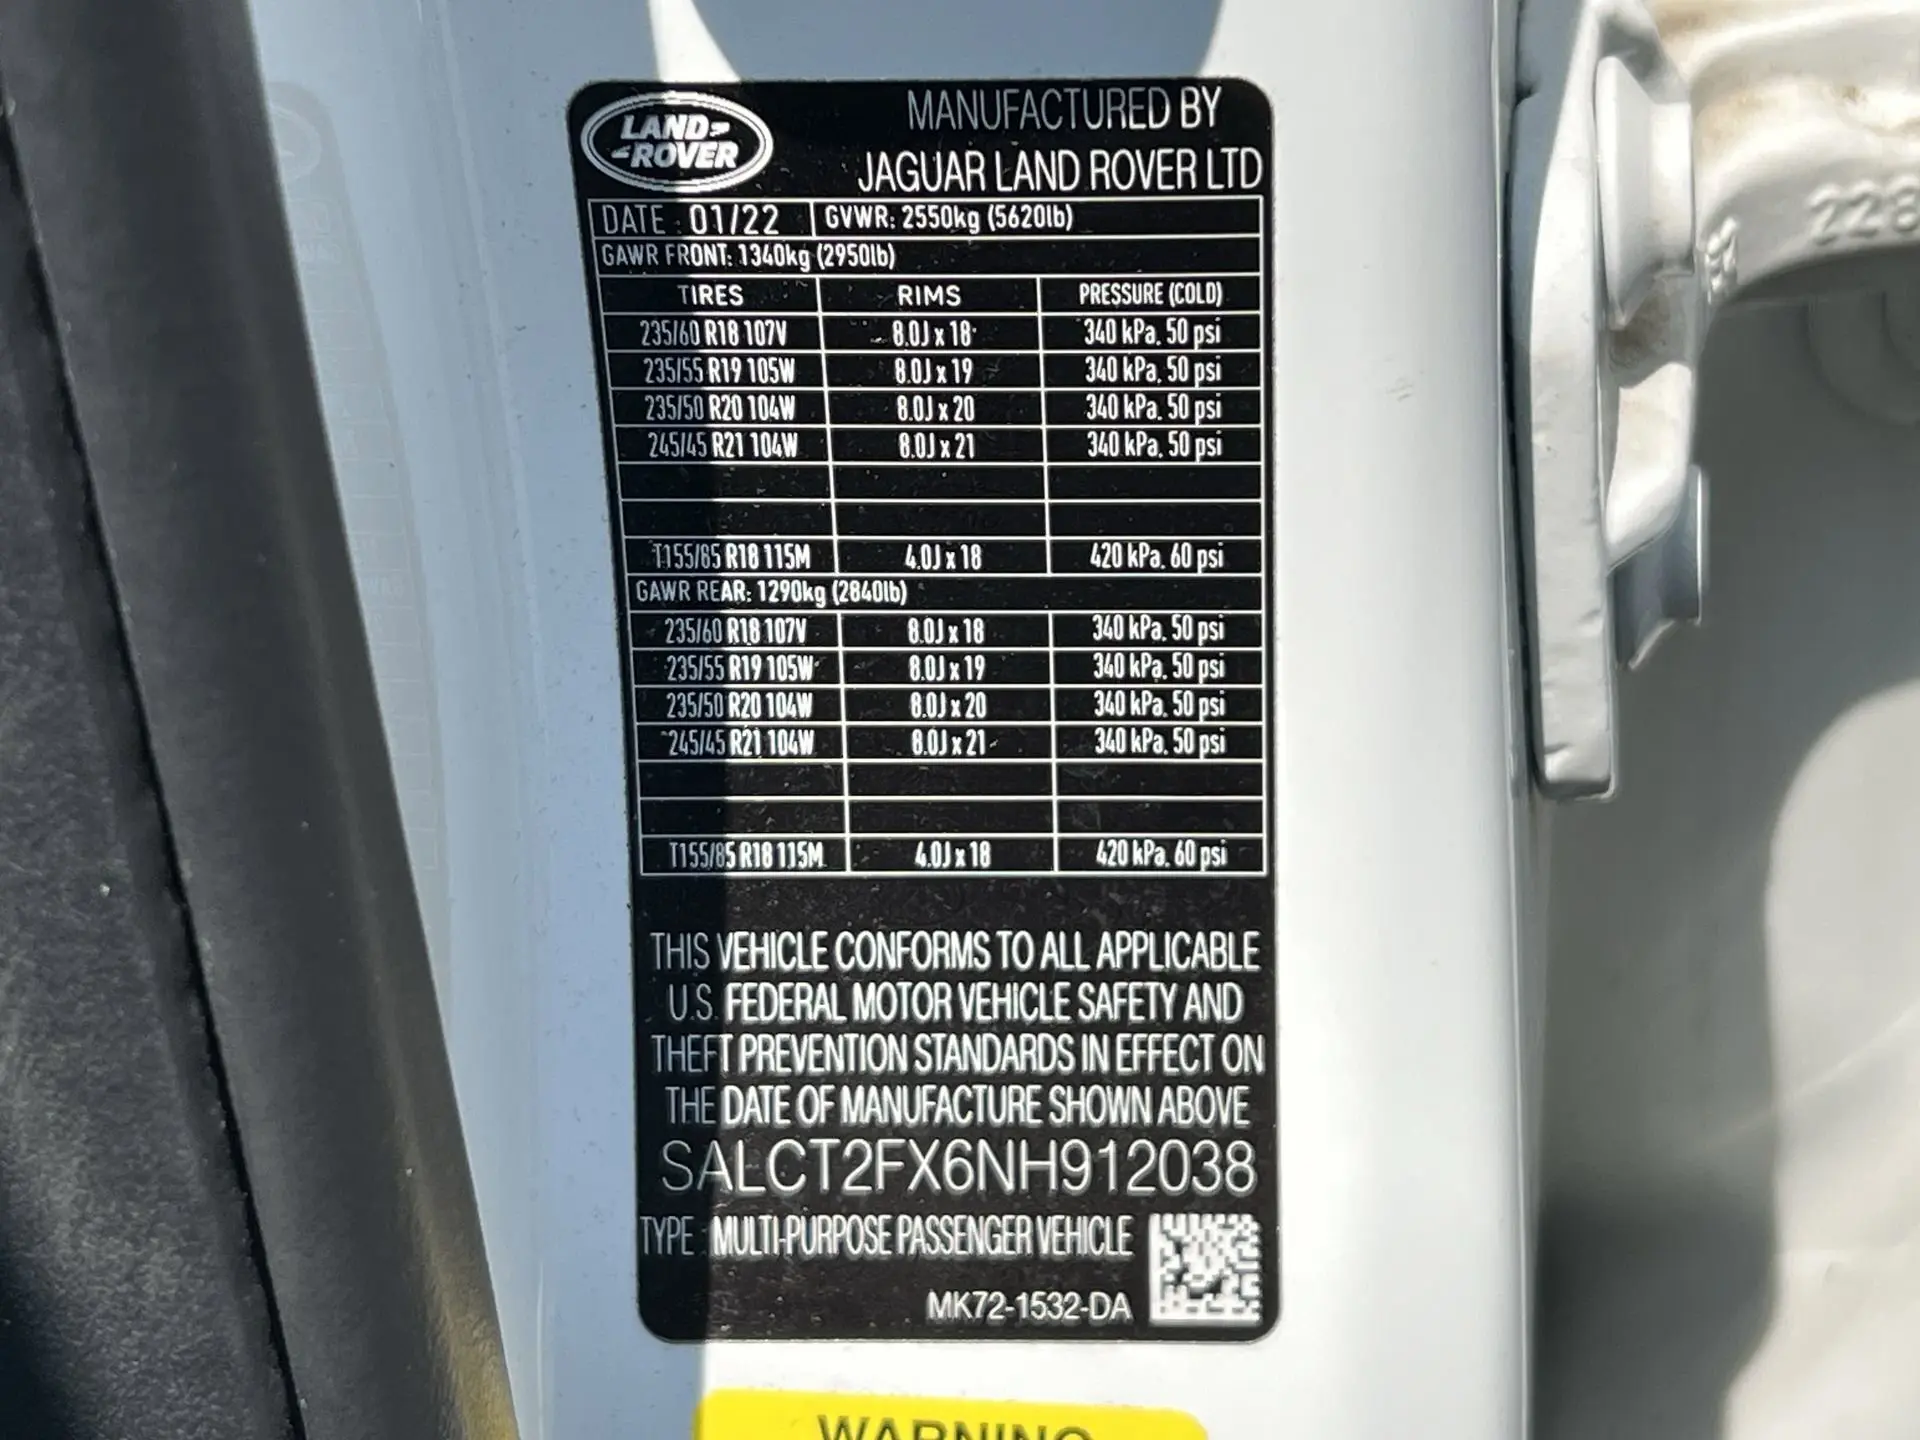 LAND-
-ROVER
MANUFACTURED BY
JAGUAR LAND ROVER LTD
DATE : 01/22 GVWR: 2550kg (5620lb)
GAWR FRONT: 1340kg (2950lb)
TIRES RIMS PRESSURE (COLD)
235/60 R18 107V 8.0J x 18 340 kPa. 50 psi
235/55 R19 105W 8.0J x 19 340 kPa. 50 psi
235/50 R20 104W 8.0J x 20 340 kPa. 50 psi
245/45 R21 104W 8.0J x 21 340 kPa. 50 psi
T155/85 R18 115M 4.0J x 18 420 kPa. 60 psi
GAWR REAR: 1290kg (2840lb)
235/60 R18 107V 8.0J x 18 340 kPa. 50 psi
235/55 R19 105W 8.0J x 19 340 kPa. 50 psi
235/50 R20 104W 8.0J x 20 340 kPa. 50 psi
245/45 R21 104W 8.0J x 21 340 kPa. 50 psi
T155/85 R18 115M 4.0J x 18 420 kPa. 60 psi
THIS VEHICLE CONFORMS TO ALL APPLICABLE
U.S. FEDERAL MOTOR VEHICLE SAFETY AND
THEFT PREVENTION STANDARDS IN EFFECT ON
THE DATE OF MANUFACTURE SHOWN ABOVE
SALCT2FX6NH912038
TYPE : MULTI-PURPOSE PASSENGER VEHICLE
MK72-1532-DA
WARNING
228